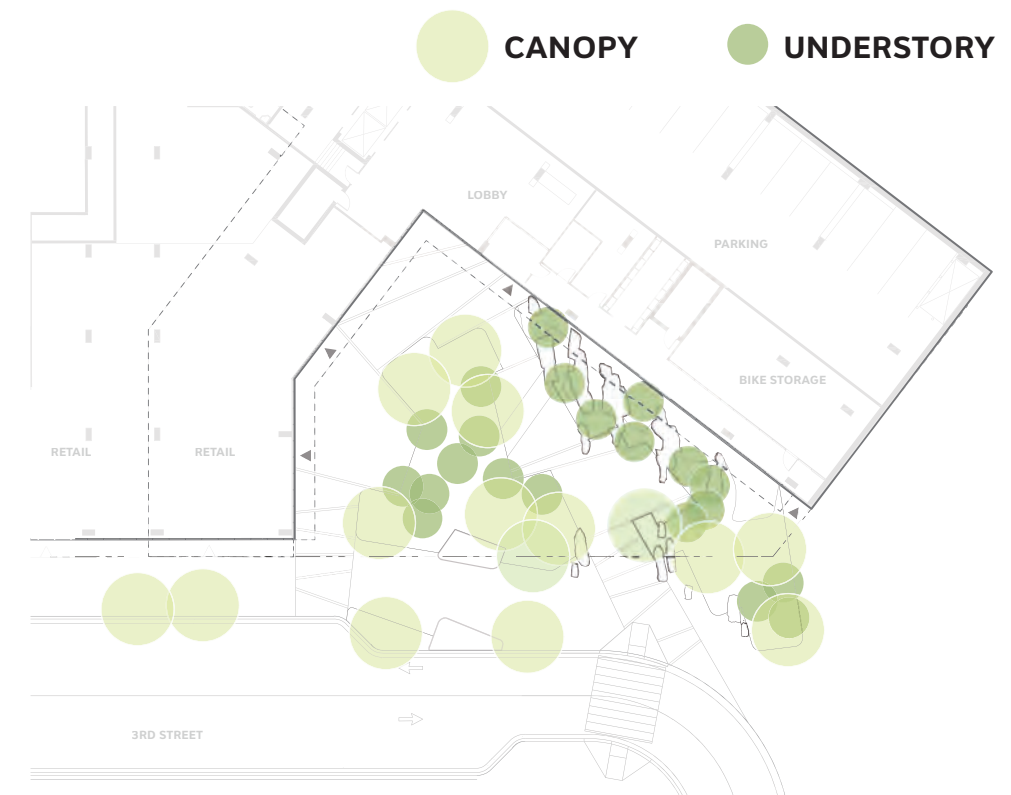 CANOPY
UNDERSTORY
LOBBY
PARKING
BIKE STORAGE
RETAIL
RETAIL
3RD STREET